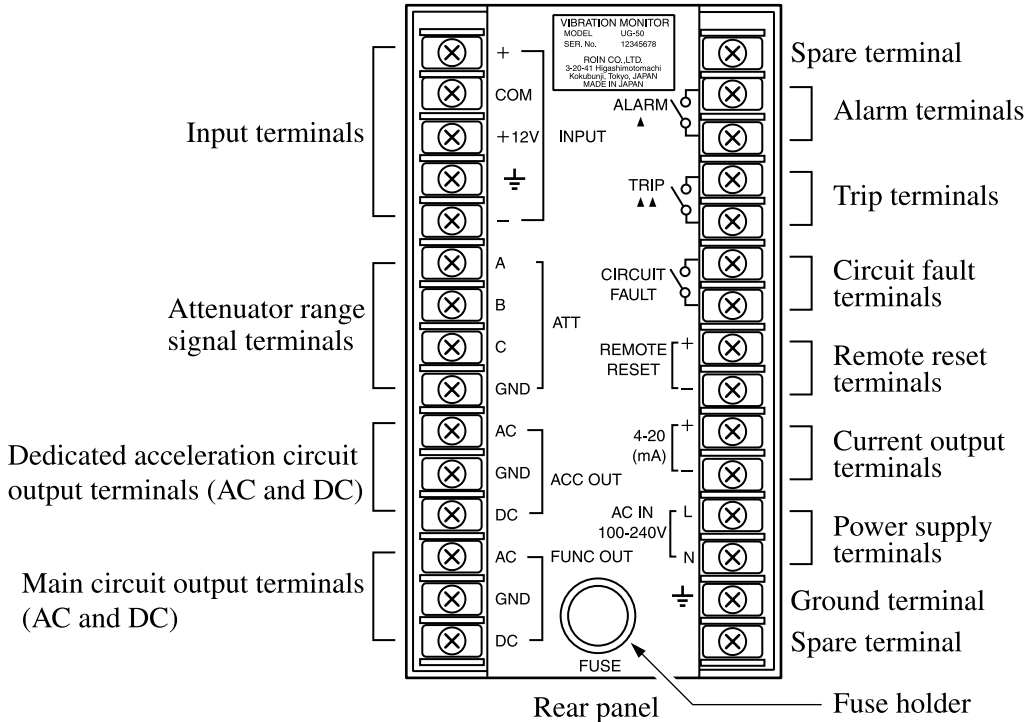 VIBRATION MONITOR
MODEL UG-50
SER. No. 12345678
ROIN CO.,LTD.
3-20-41 Higashimotomachi
Kokubunji, Tokyo, JAPAN
MADE IN JAPAN
Input terminals
+
COM
+12V
−
INPUT
Attenuator range
signal terminals
A
B
C
GND
ATT
Dedicated acceleration circuit
output terminals (AC and DC)
AC
GND
DC
ACC OUT
Main circuit output terminals
(AC and DC)
AC
GND
DC
FUNC OUT
FUSE
Spare terminal
ALARM
▲
Alarm terminals
TRIP
▲▲
Trip terminals
CIRCUIT
FAULT
Circuit fault
terminals
REMOTE
RESET
+
−
Remote reset
terminals
4-20
(mA)
+
−
Current output
terminals
AC IN
100-240V
L
N
Power supply
terminals
Ground terminal
Spare terminal
Fuse holder
Rear panel